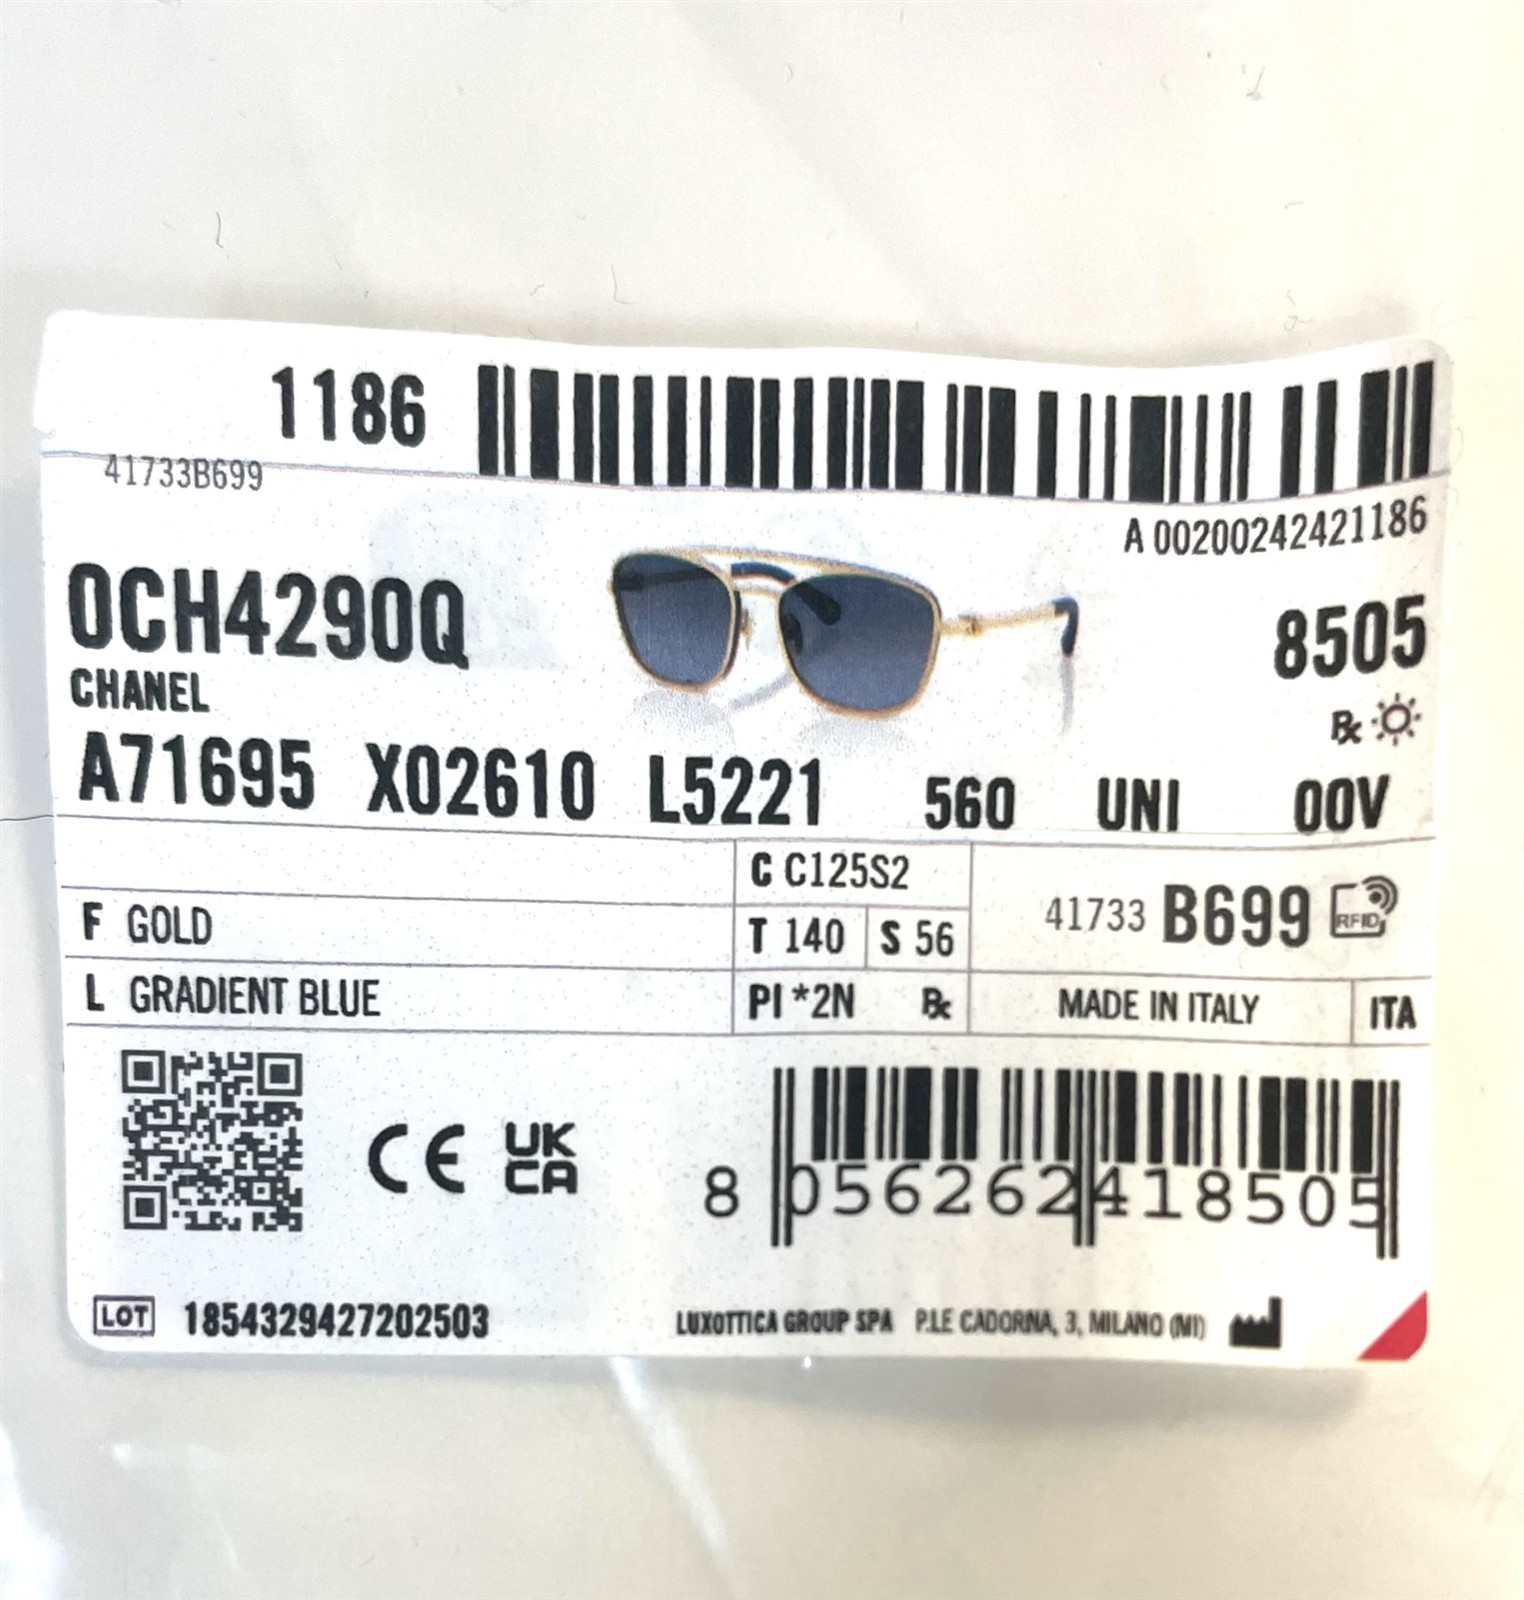 1186
41733B699
A 00200242421186
0CH4290Q
8505
CHANEL
Rx
A71695 X02610 L5221 560 UNI 00V
C C125S2
F GOLD
T 140 S 56
41733 B699 RFID
L GRADIENT BLUE
PI *2N Rx
MADE IN ITALY ITA
CE UK CA
8 056262 418505
LOT 1854329427202503
LUXOTTICA GROUP SPA P.LE CADORNA, 3, MILANO (MI)